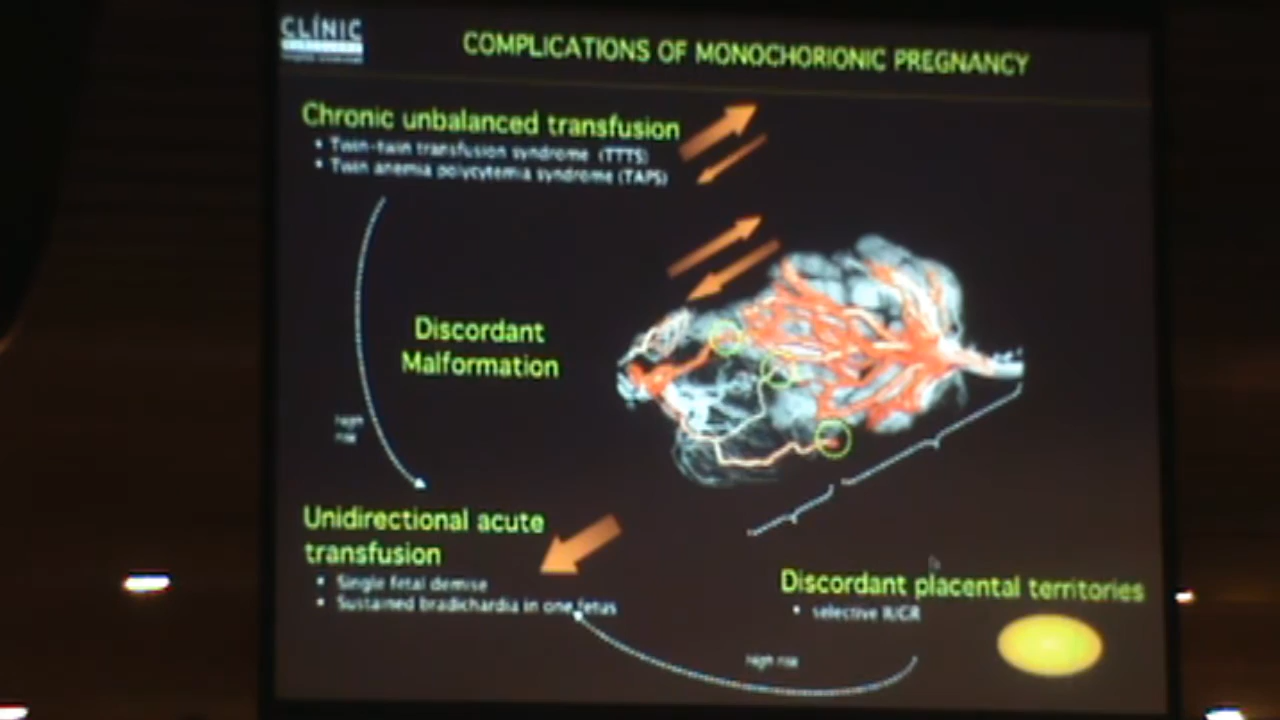 CLÍNIC
COMPLICATIONS OF MONOCHORIONIC PREGNANCY
Chronic unbalanced transfusion
• Twin-twin transfusion syndrome (TTTS)
• Twin anemia polycytemia syndrome (TAPS)
Discordant
Malformation
high
risk
Unidirectional acute
transfusion
• Single fetal demise
• Sustained bradichardia in one fetus
Discordant placental territories
• selective IUGR
high risk